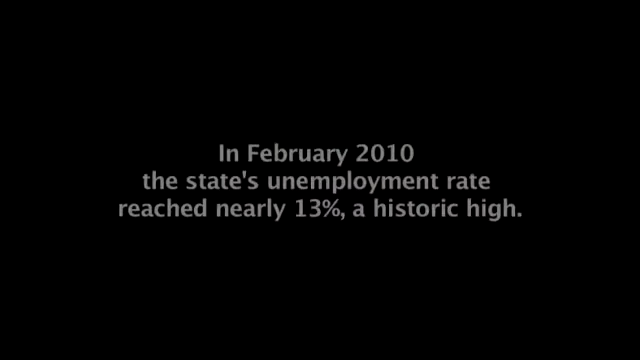 In February 2010
the state's unemployment rate
reached nearly 13%, a historic high.